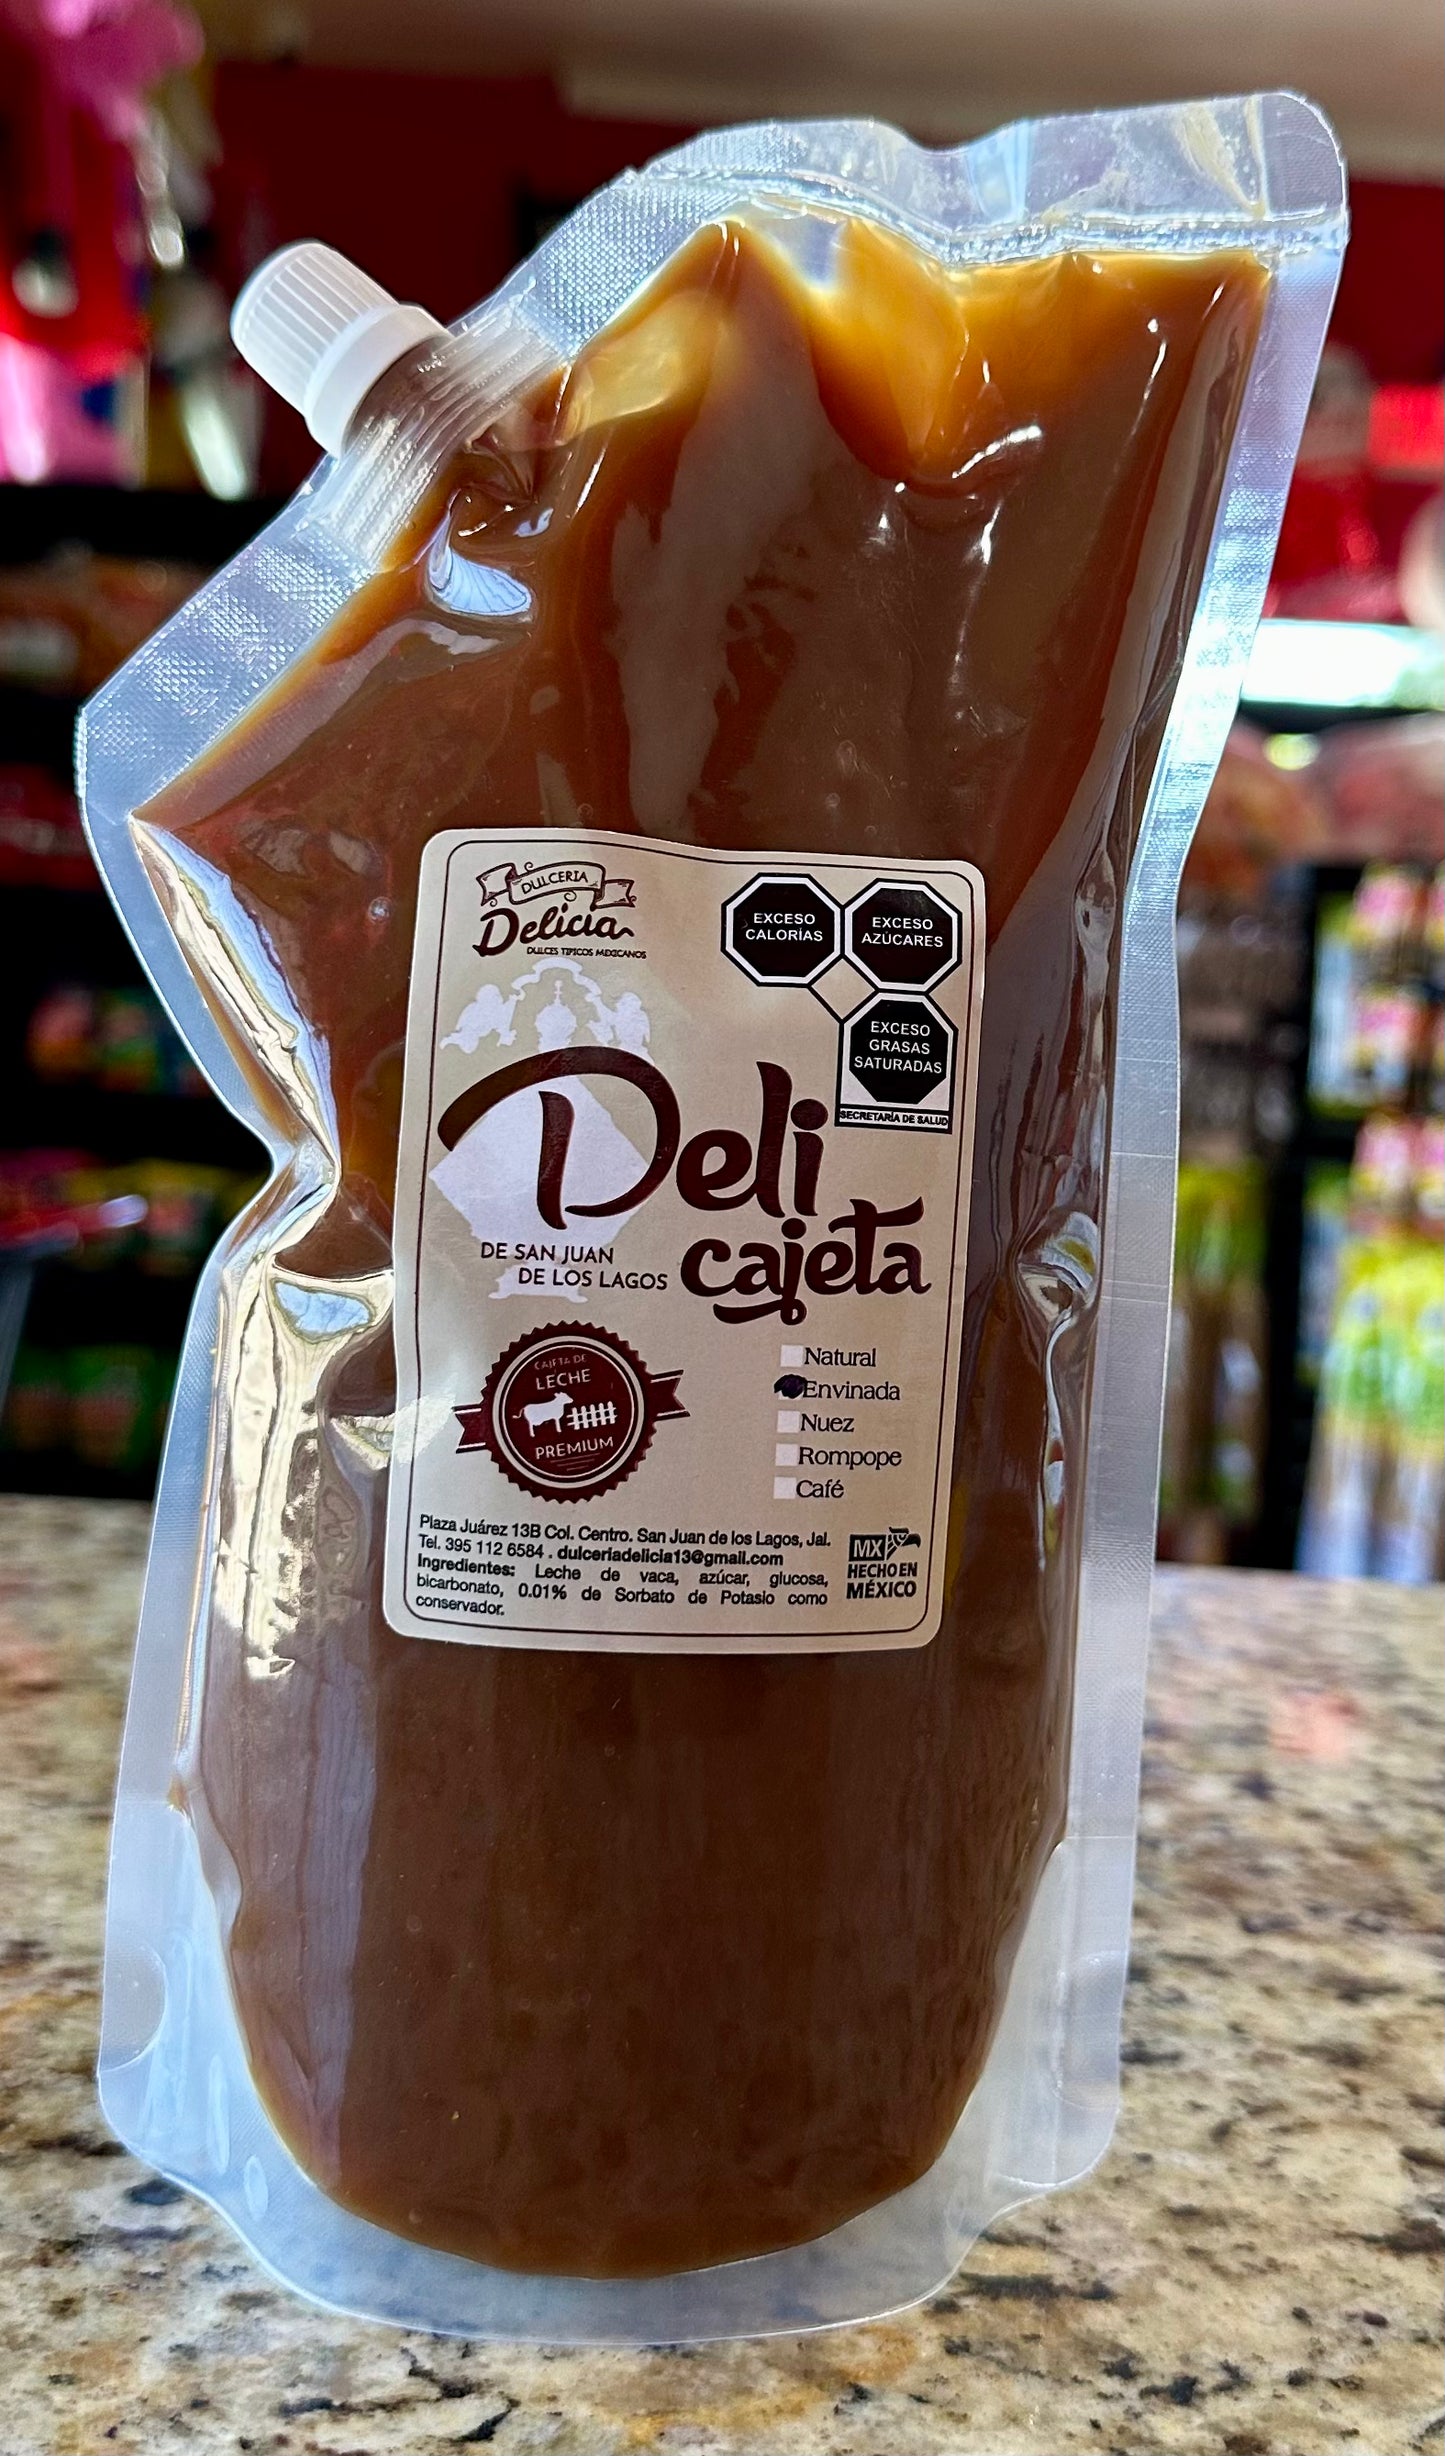 DULCERIA
Delicia
DULCES TIPICOS MEXICANOS
EXCESO
CALORÍAS
EXCESO
AZÚCARES
EXCESO
GRASAS
SATURADAS
SECRETARÍA DE SALUD
Deli
cajeta
DE SAN JUAN
DE LOS LAGOS
CAJETA DE
LECHE
PREMIUM
Natural
Envinada
Nuez
Rompope
Café
Plaza Juárez 13B Col. Centro. San Juan de los Lagos, Jal.
Tel. 395 112 6584 . dulceriadelicia13@gmail.com
Ingredientes: Leche de vaca, azúcar, glucosa,
bicarbonato, 0.01% de Sorbato de Potasio como
conservador.
MX
HECHO EN
MÉXICO